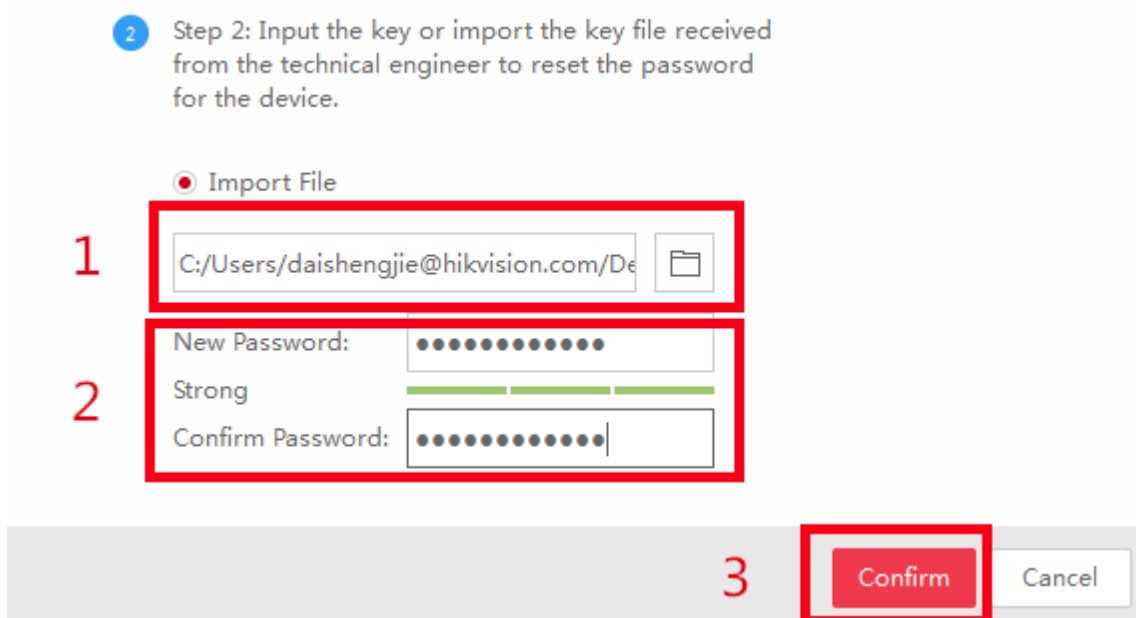 2
Step 2: Input the key or import the key file received
from the technical engineer to reset the password
for the device.
Import File
1
C:/Users/daishengjie@hikvision.com/De
New Password:
••••••••••••
2
Strong
Confirm Password:
••••••••••••
3
Confirm
Cancel